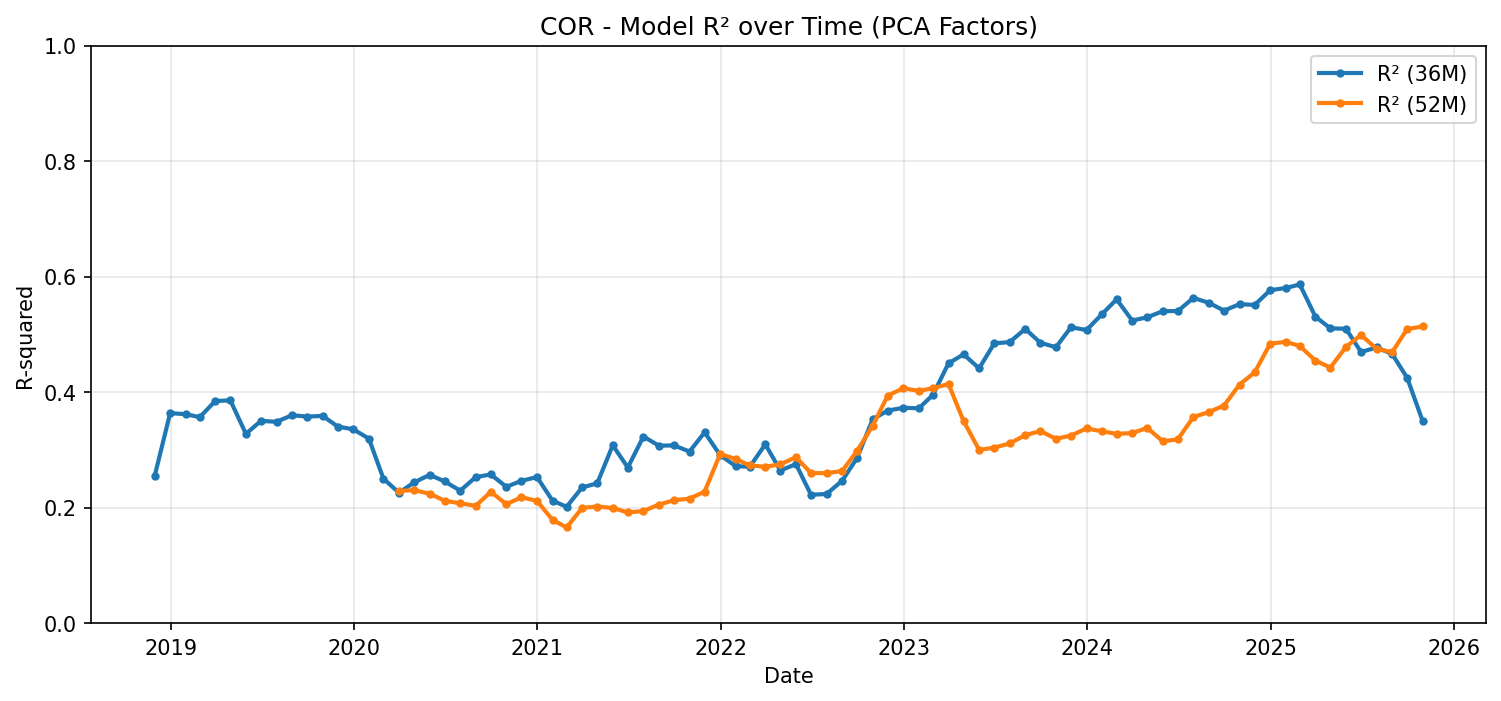 COR - Model R² over Time (PCA Factors)
R² (36M)
R² (52M)
R-squared
1.0
0.8
0.6
0.4
0.2
0.0
2019 2020 2021 2022 2023 2024 2025 2026
Date